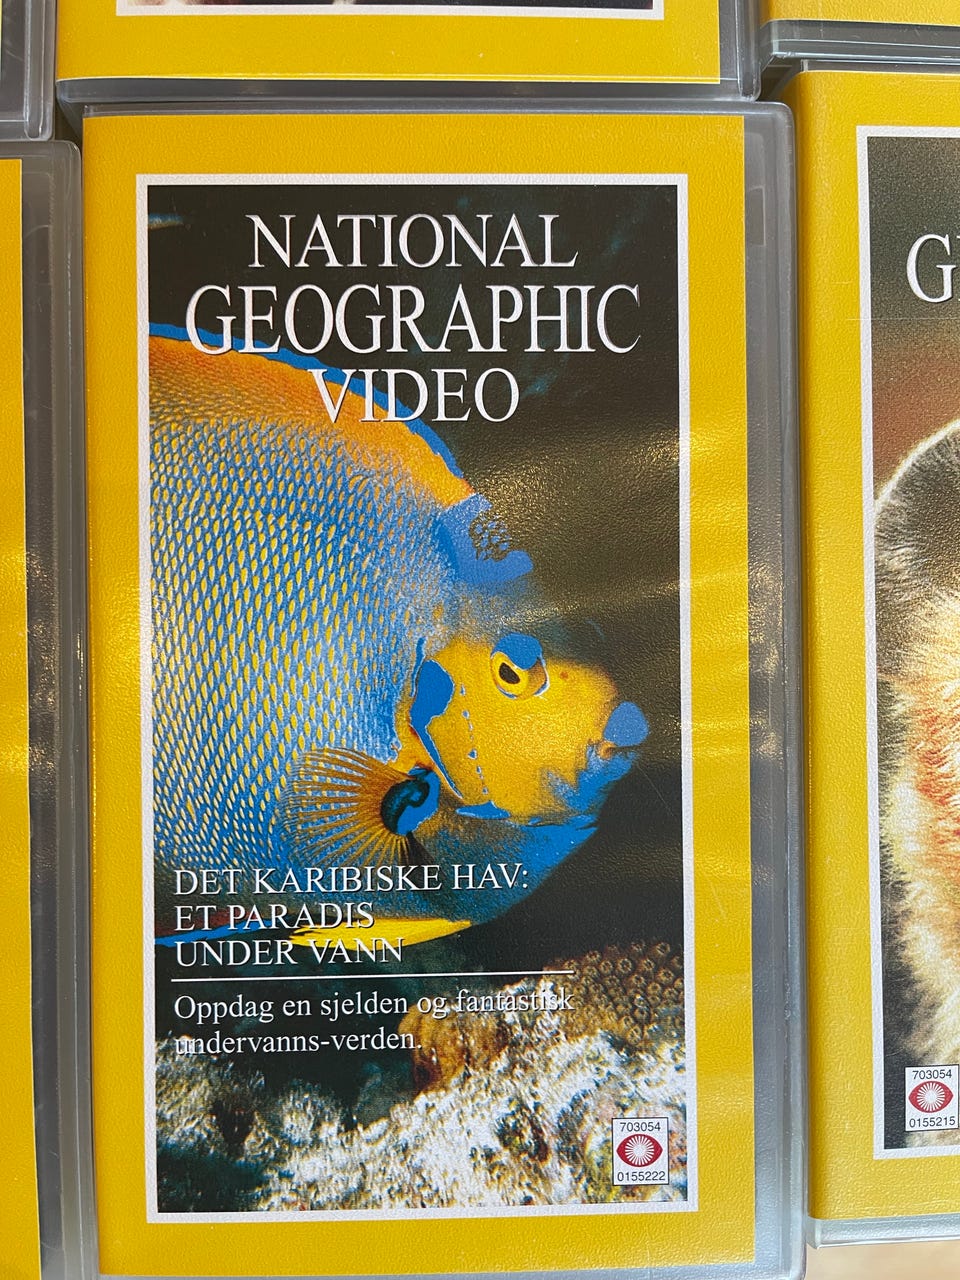 NATIONAL
GEOGRAPHIC
VIDEO
DET KARIBISKE HAV:
ET PARADIS
UNDER VANN
Oppdag en sjelden og fantastisk
undervanns-verden.
703054
0155222
G
703054
0155215